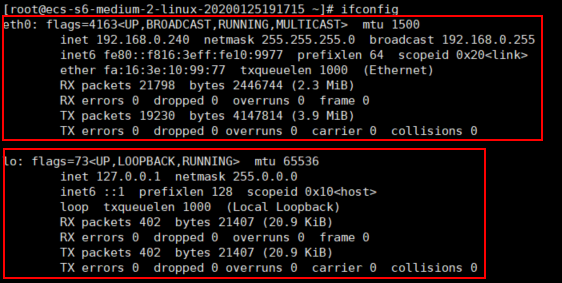 [root@ecs-s6-medium-2-linux-20200125191715 ~]# ifconfig
eth0: flags=4163<UP,BROADCAST,RUNNING,MULTICAST>  mtu 1500
inet 192.168.0.240  netmask 255.255.255.0  broadcast 192.168.0.255
inet6 fe80::f816:3eff:fe10:9977  prefixlen 64  scopeid 0x20<link>
ether fa:16:3e:10:99:77  txqueuelen 1000  (Ethernet)
RX packets 21798  bytes 2446744 (2.3 MiB)
RX errors 0  dropped 0  overruns 0  frame 0
TX packets 19230  bytes 4147814 (3.9 MiB)
TX errors 0  dropped 0 overruns 0  carrier 0  collisions 0
lo: flags=73<UP,LOOPBACK,RUNNING>  mtu 65536
inet 127.0.0.1  netmask 255.0.0.0
inet6 ::1  prefixlen 128  scopeid 0x10<host>
loop  txqueuelen 1000  (Local Loopback)
RX packets 402  bytes 21407 (20.9 KiB)
RX errors 0  dropped 0  overruns 0  frame 0
TX packets 402  bytes 21407 (20.9 KiB)
TX errors 0  dropped 0 overruns 0  carrier 0  collisions 0